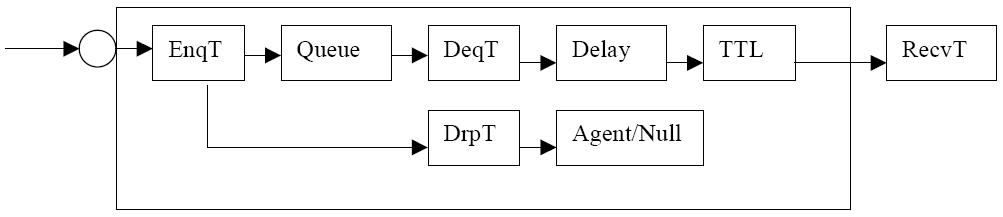 EnqT
Queue
DeqT
Delay
TTL
RecvT
DrpT
Agent/Null